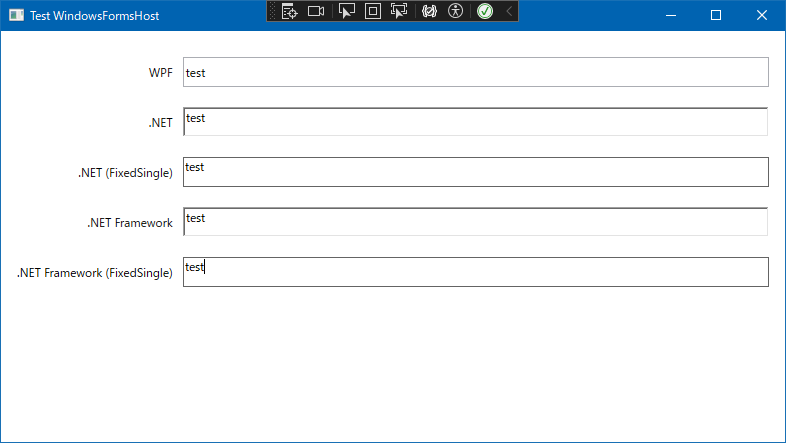 Test WindowsFormsHost
WPF test
.NET test
.NET (FixedSingle) test
.NET Framework test
.NET Framework (FixedSingle) test